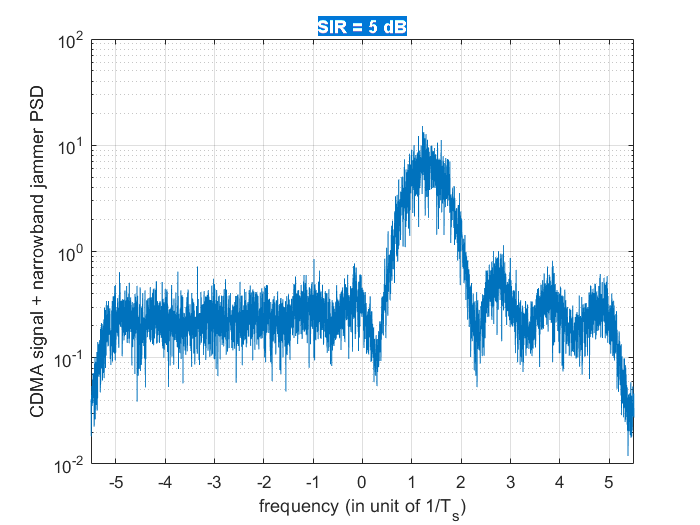 SIR = 5 dB
10^2
10^1
10^0
10^-1
10^-2
CDMA signal + narrowband jammer PSD
-5 -4 -3 -2 -1 0 1 2 3 4 5
frequency (in unit of 1/T_s)